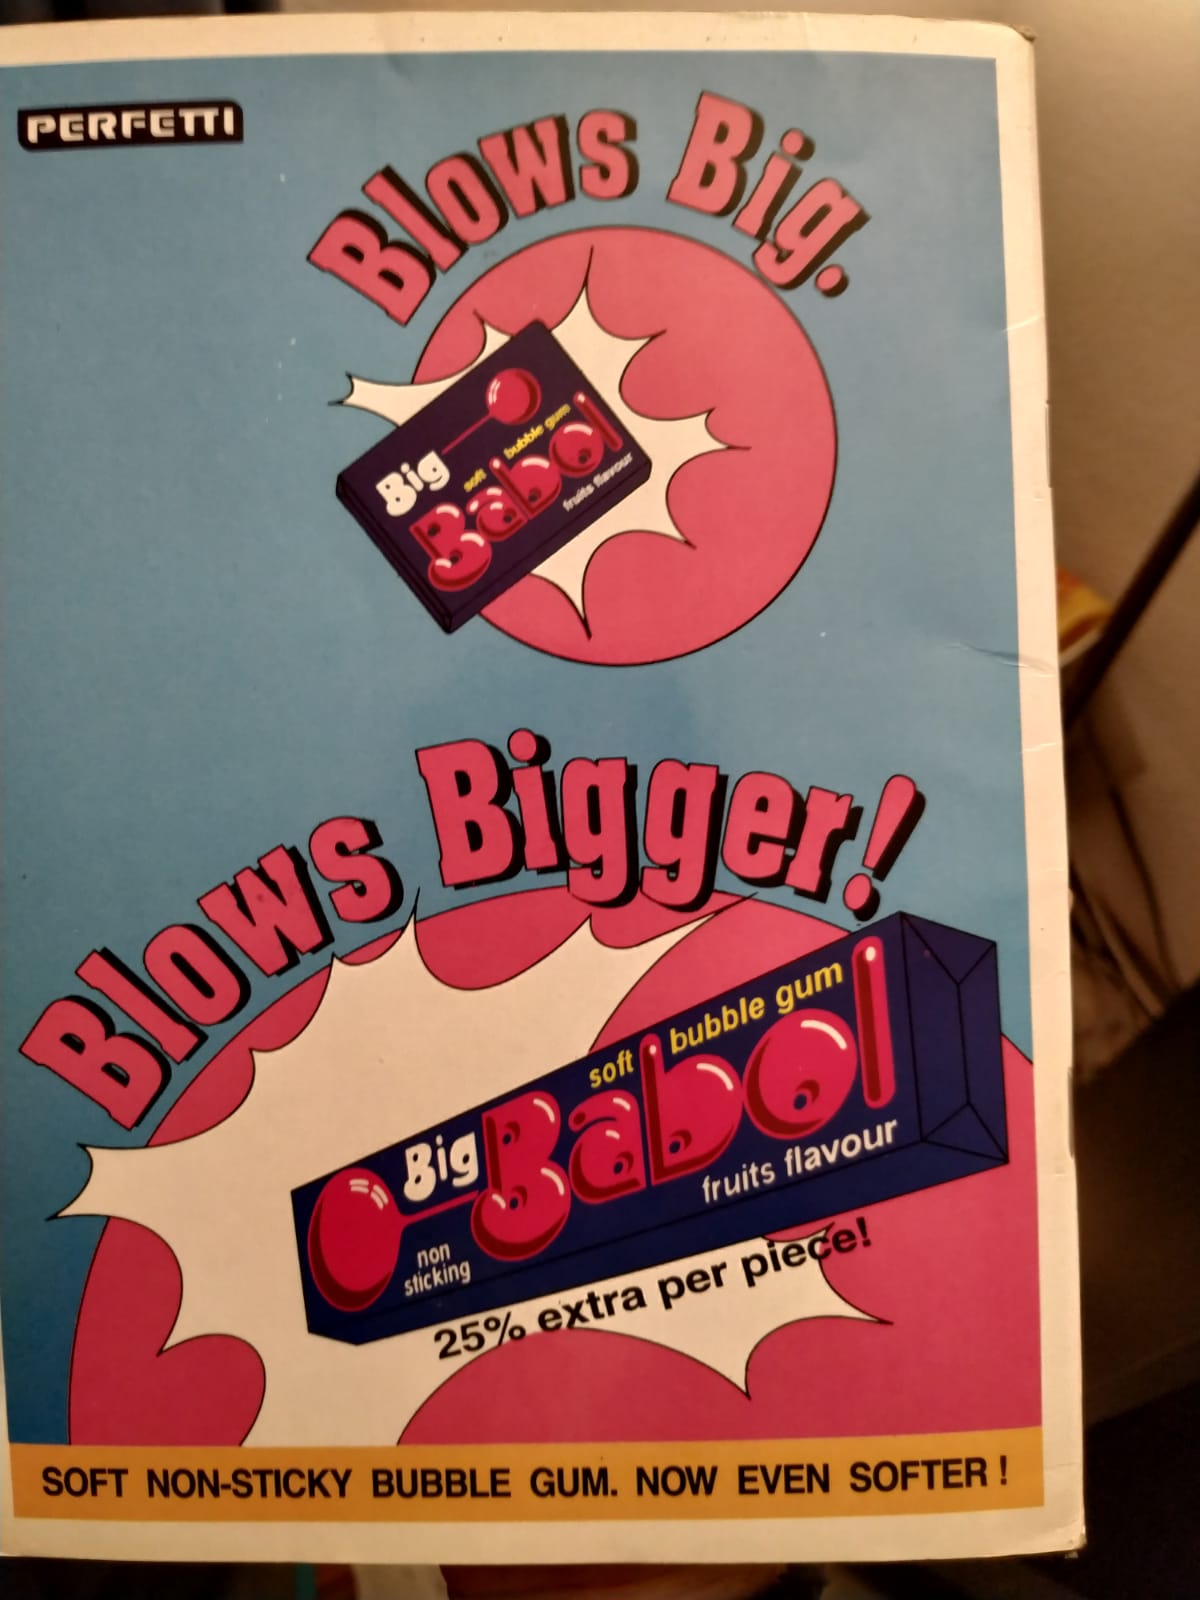 PERFETTI
Blows Big.
Big
soft bubble gum
Babol
fruits flavour
Blows Bigger!
soft bubble gum
Big
Babol
fruits flavour
non
sticking
25% extra per piece!
SOFT NON-STICKY BUBBLE GUM. NOW EVEN SOFTER !